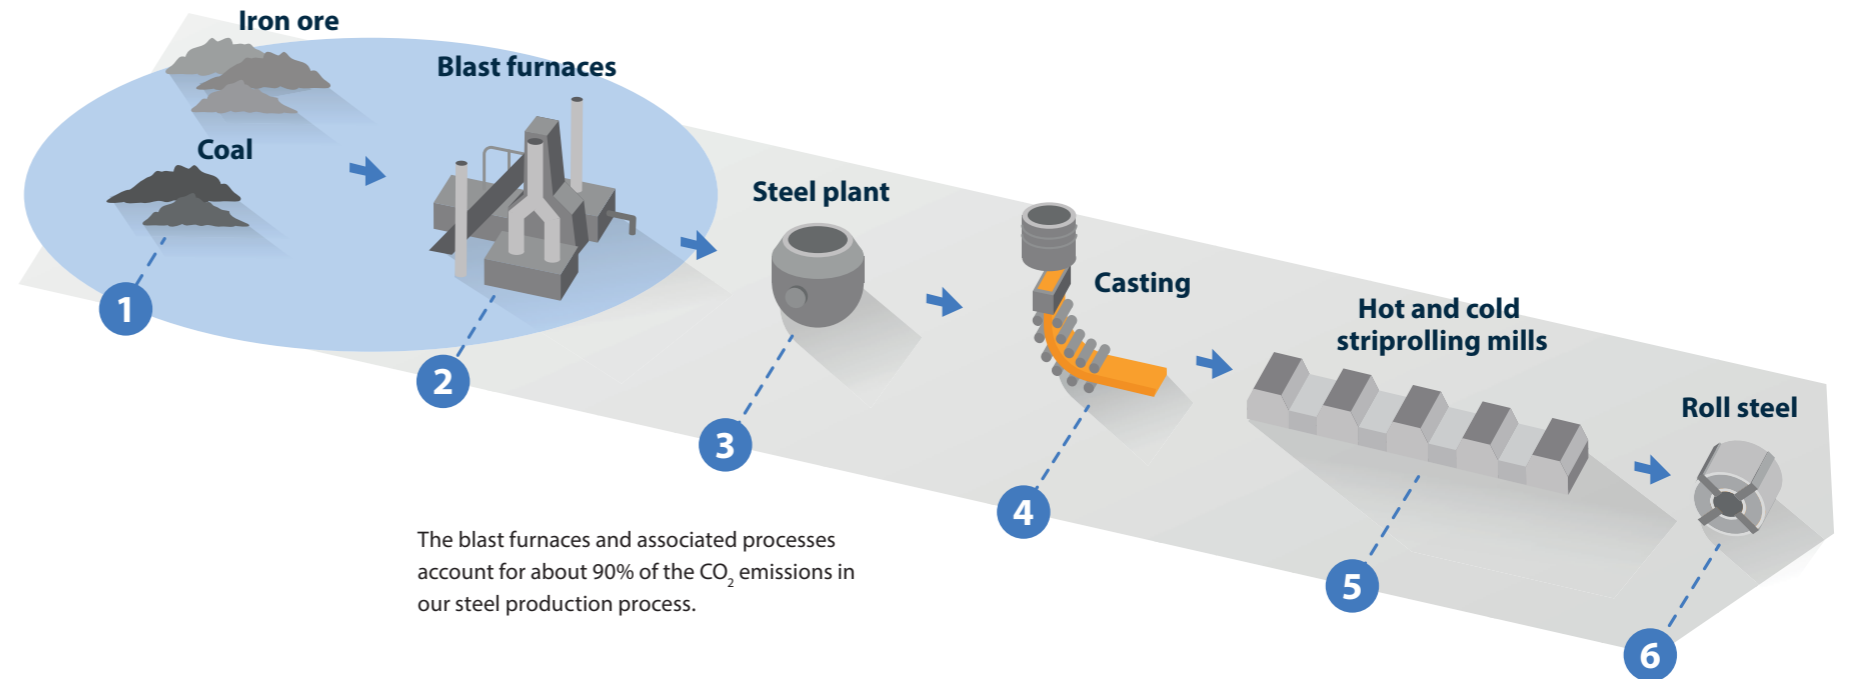 Iron ore
Blast furnaces
Coal
Steel plant
Casting
Hot and cold
striprolling mills
Roll steel
1
2
3
4
5
6
The blast furnaces and associated processes
account for about 90% of the CO₂ emissions in
our steel production process.